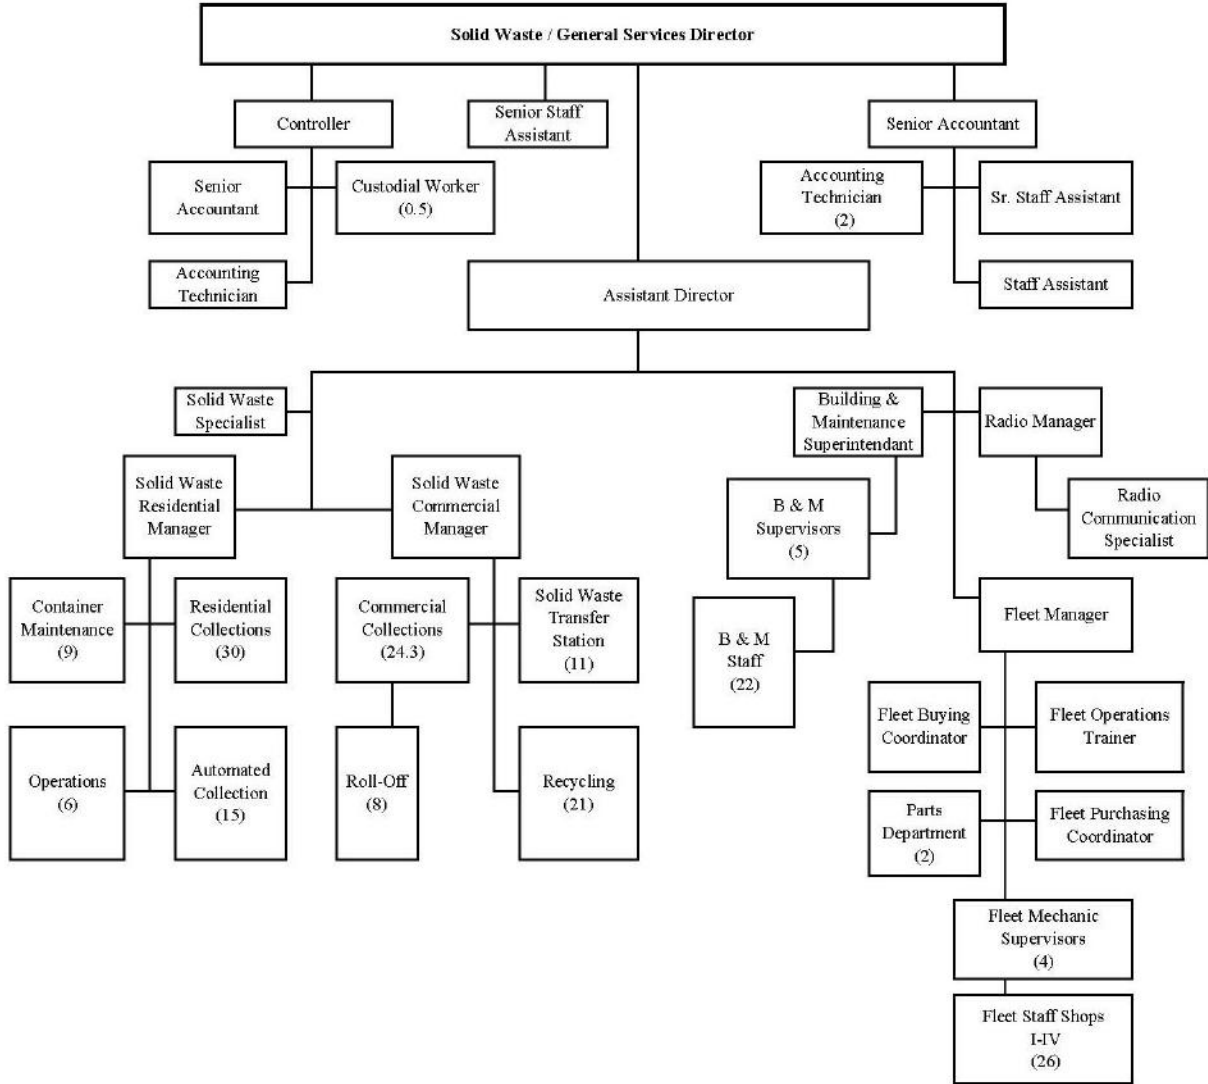 Solid Waste / General Services Director
Controller
Senior Staff
Assistant
Senior Accountant
Senior
Accountant
Custodial Worker
(0.5)
Accounting
Technician
(2)
Sr. Staff Assistant
Accounting
Technician
Assistant Director
Staff Assistant
Solid Waste
Specialist
Building &
Maintenance
Superintendant
Radio Manager
Solid Waste
Residential
Manager
Solid Waste
Commercial
Manager
B & M
Supervisors
(5)
Radio
Communication
Specialist
Container
Maintenance
(9)
Residential
Collections
(30)
Commercial
Collections
(24.3)
Solid Waste
Transfer
Station
(11)
B & M
Staff
(22)
Fleet Manager
Operations
(6)
Automated
Collection
(15)
Roll-Off
(8)
Recycling
(21)
Fleet Buying
Coordinator
Fleet Operations
Trainer
Parts
Department
(2)
Fleet Purchasing
Coordinator
Fleet Mechanic
Supervisors
(4)
Fleet Staff Shops
I-IV
(26)